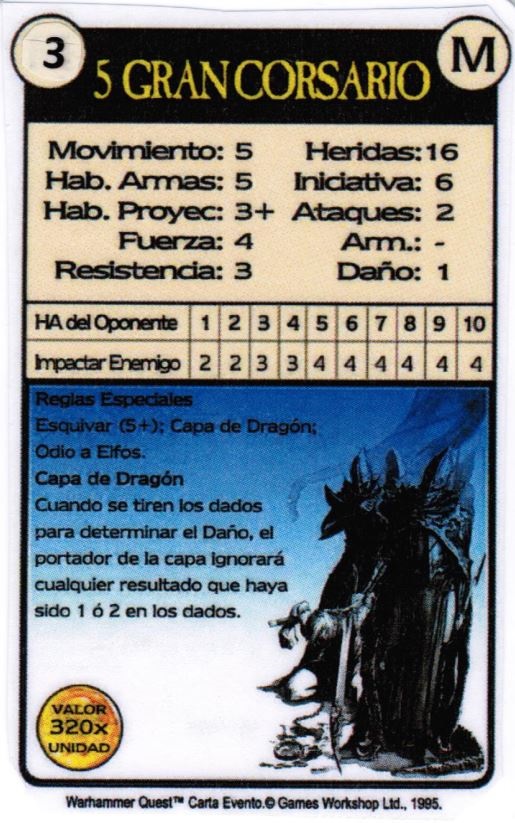 3
M
5 GRAN CORSARIO
Movimiento: 5 Heridas: 16
Hab. Armas: 5 Iniciativa: 6
Hab. Proyec: 3+ Ataques: 2
Fuerza: 4 Arm.: -
Resistencia: 3 Daño: 1
HA del Oponente 1 2 3 4 5 6 7 8 9 10
Impactar Enemigo 2 2 3 3 4 4 4 4 4 4
Reglas Especiales
Esquivar (5+); Capa de Dragón;
Odio a Elfos.
Capa de Dragón
Cuando se tiren los dados
para determinar el Daño, el
portador de la capa ignorará
cualquier resultado que haya
sido 1 ó 2 en los dados.
VALOR
320x
UNIDAD
Warhammer Quest™ Carta Evento.© Games Workshop Ltd., 1995.